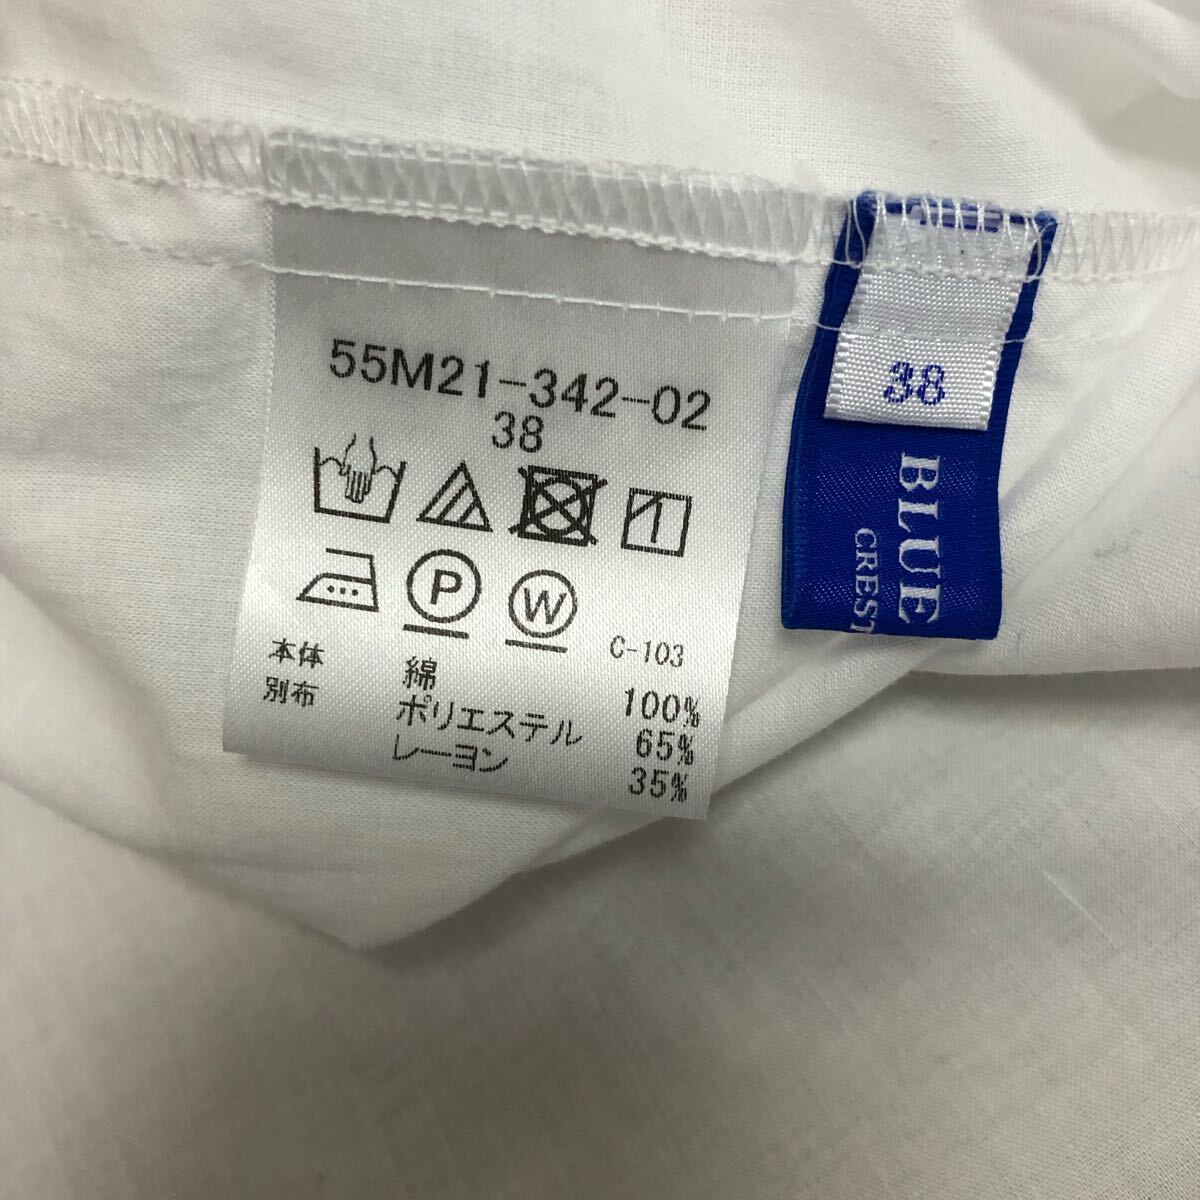 55M21-342-02
38
P
W
C-103
本体 綿 100%
別布 ポリエステル 65%
レーヨン 35%
38
BLUE
CREST